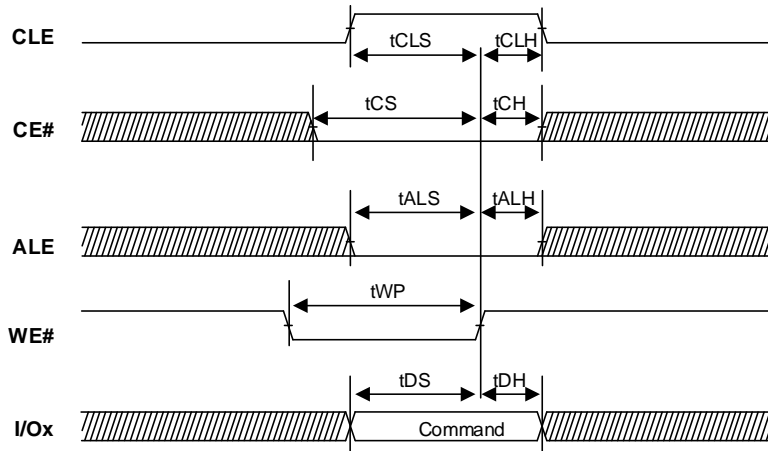 CLE
tCLS tCLH
CE#
tCS tCH
ALE
tALS tALH
WE#
tWP
I/Ox
tDS tDH
Command